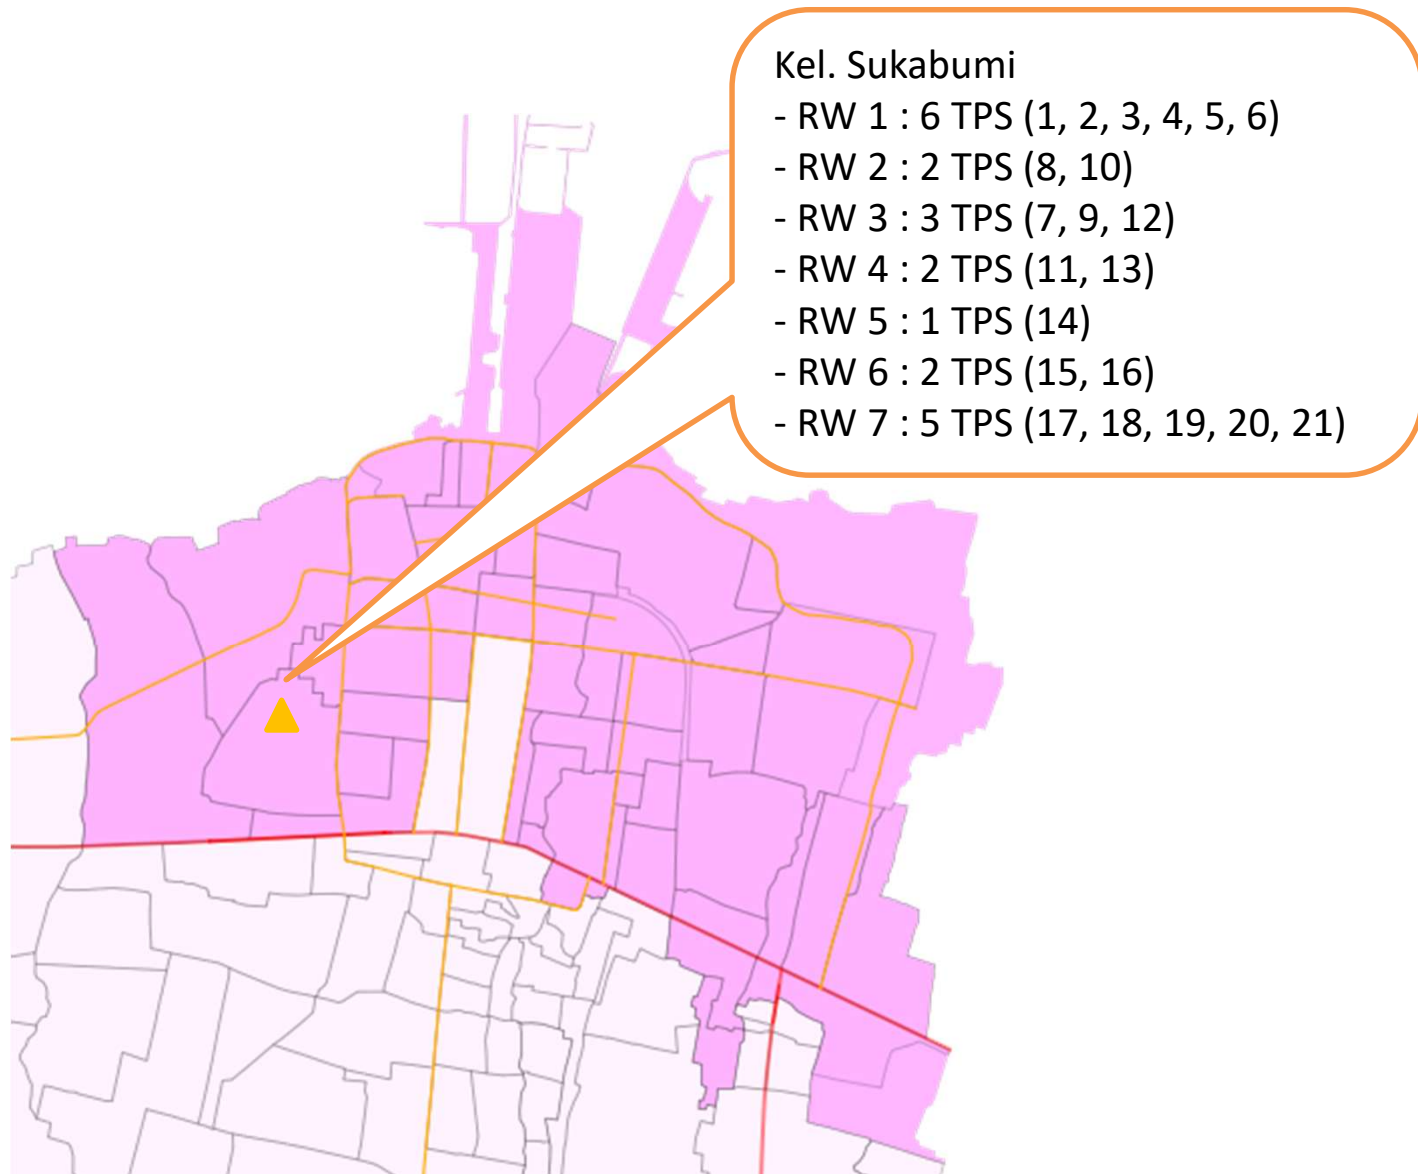 Kel. Sukabumi
- RW 1 : 6 TPS (1, 2, 3, 4, 5, 6)
- RW 2 : 2 TPS (8, 10)
- RW 3 : 3 TPS (7, 9, 12)
- RW 4 : 2 TPS (11, 13)
- RW 5 : 1 TPS (14)
- RW 6 : 2 TPS (15, 16)
- RW 7 : 5 TPS (17, 18, 19, 20, 21)